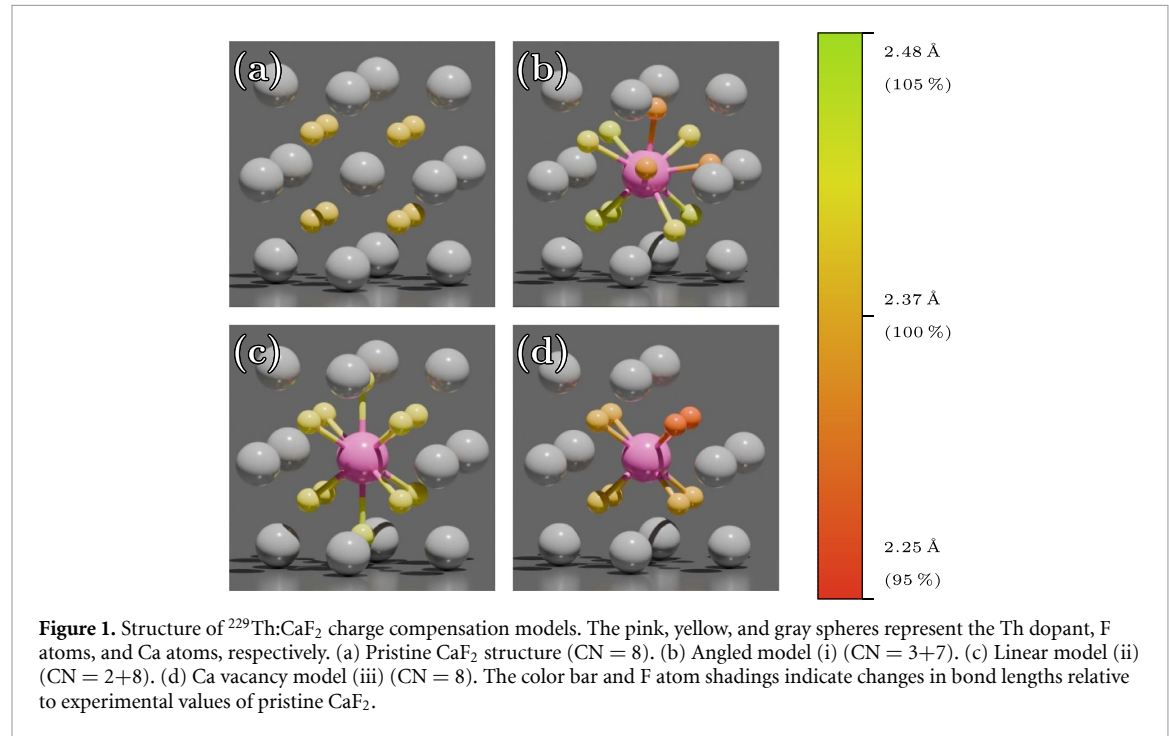 (a)
(b)
(c)
(d)
2.48 Å
(105 %)
2.37 Å
(100 %)
2.25 Å
(95 %)
Figure 1. Structure of ²²⁹Th:CaF₂ charge compensation models. The pink, yellow, and gray spheres represent the Th dopant, F
atoms, and Ca atoms, respectively. (a) Pristine CaF₂ structure (CN = 8). (b) Angled model (i) (CN = 3+7). (c) Linear model (ii)
(CN = 2+8). (d) Ca vacancy model (iii) (CN = 8). The color bar and F atom shadings indicate changes in bond lengths relative
to experimental values of pristine CaF₂.